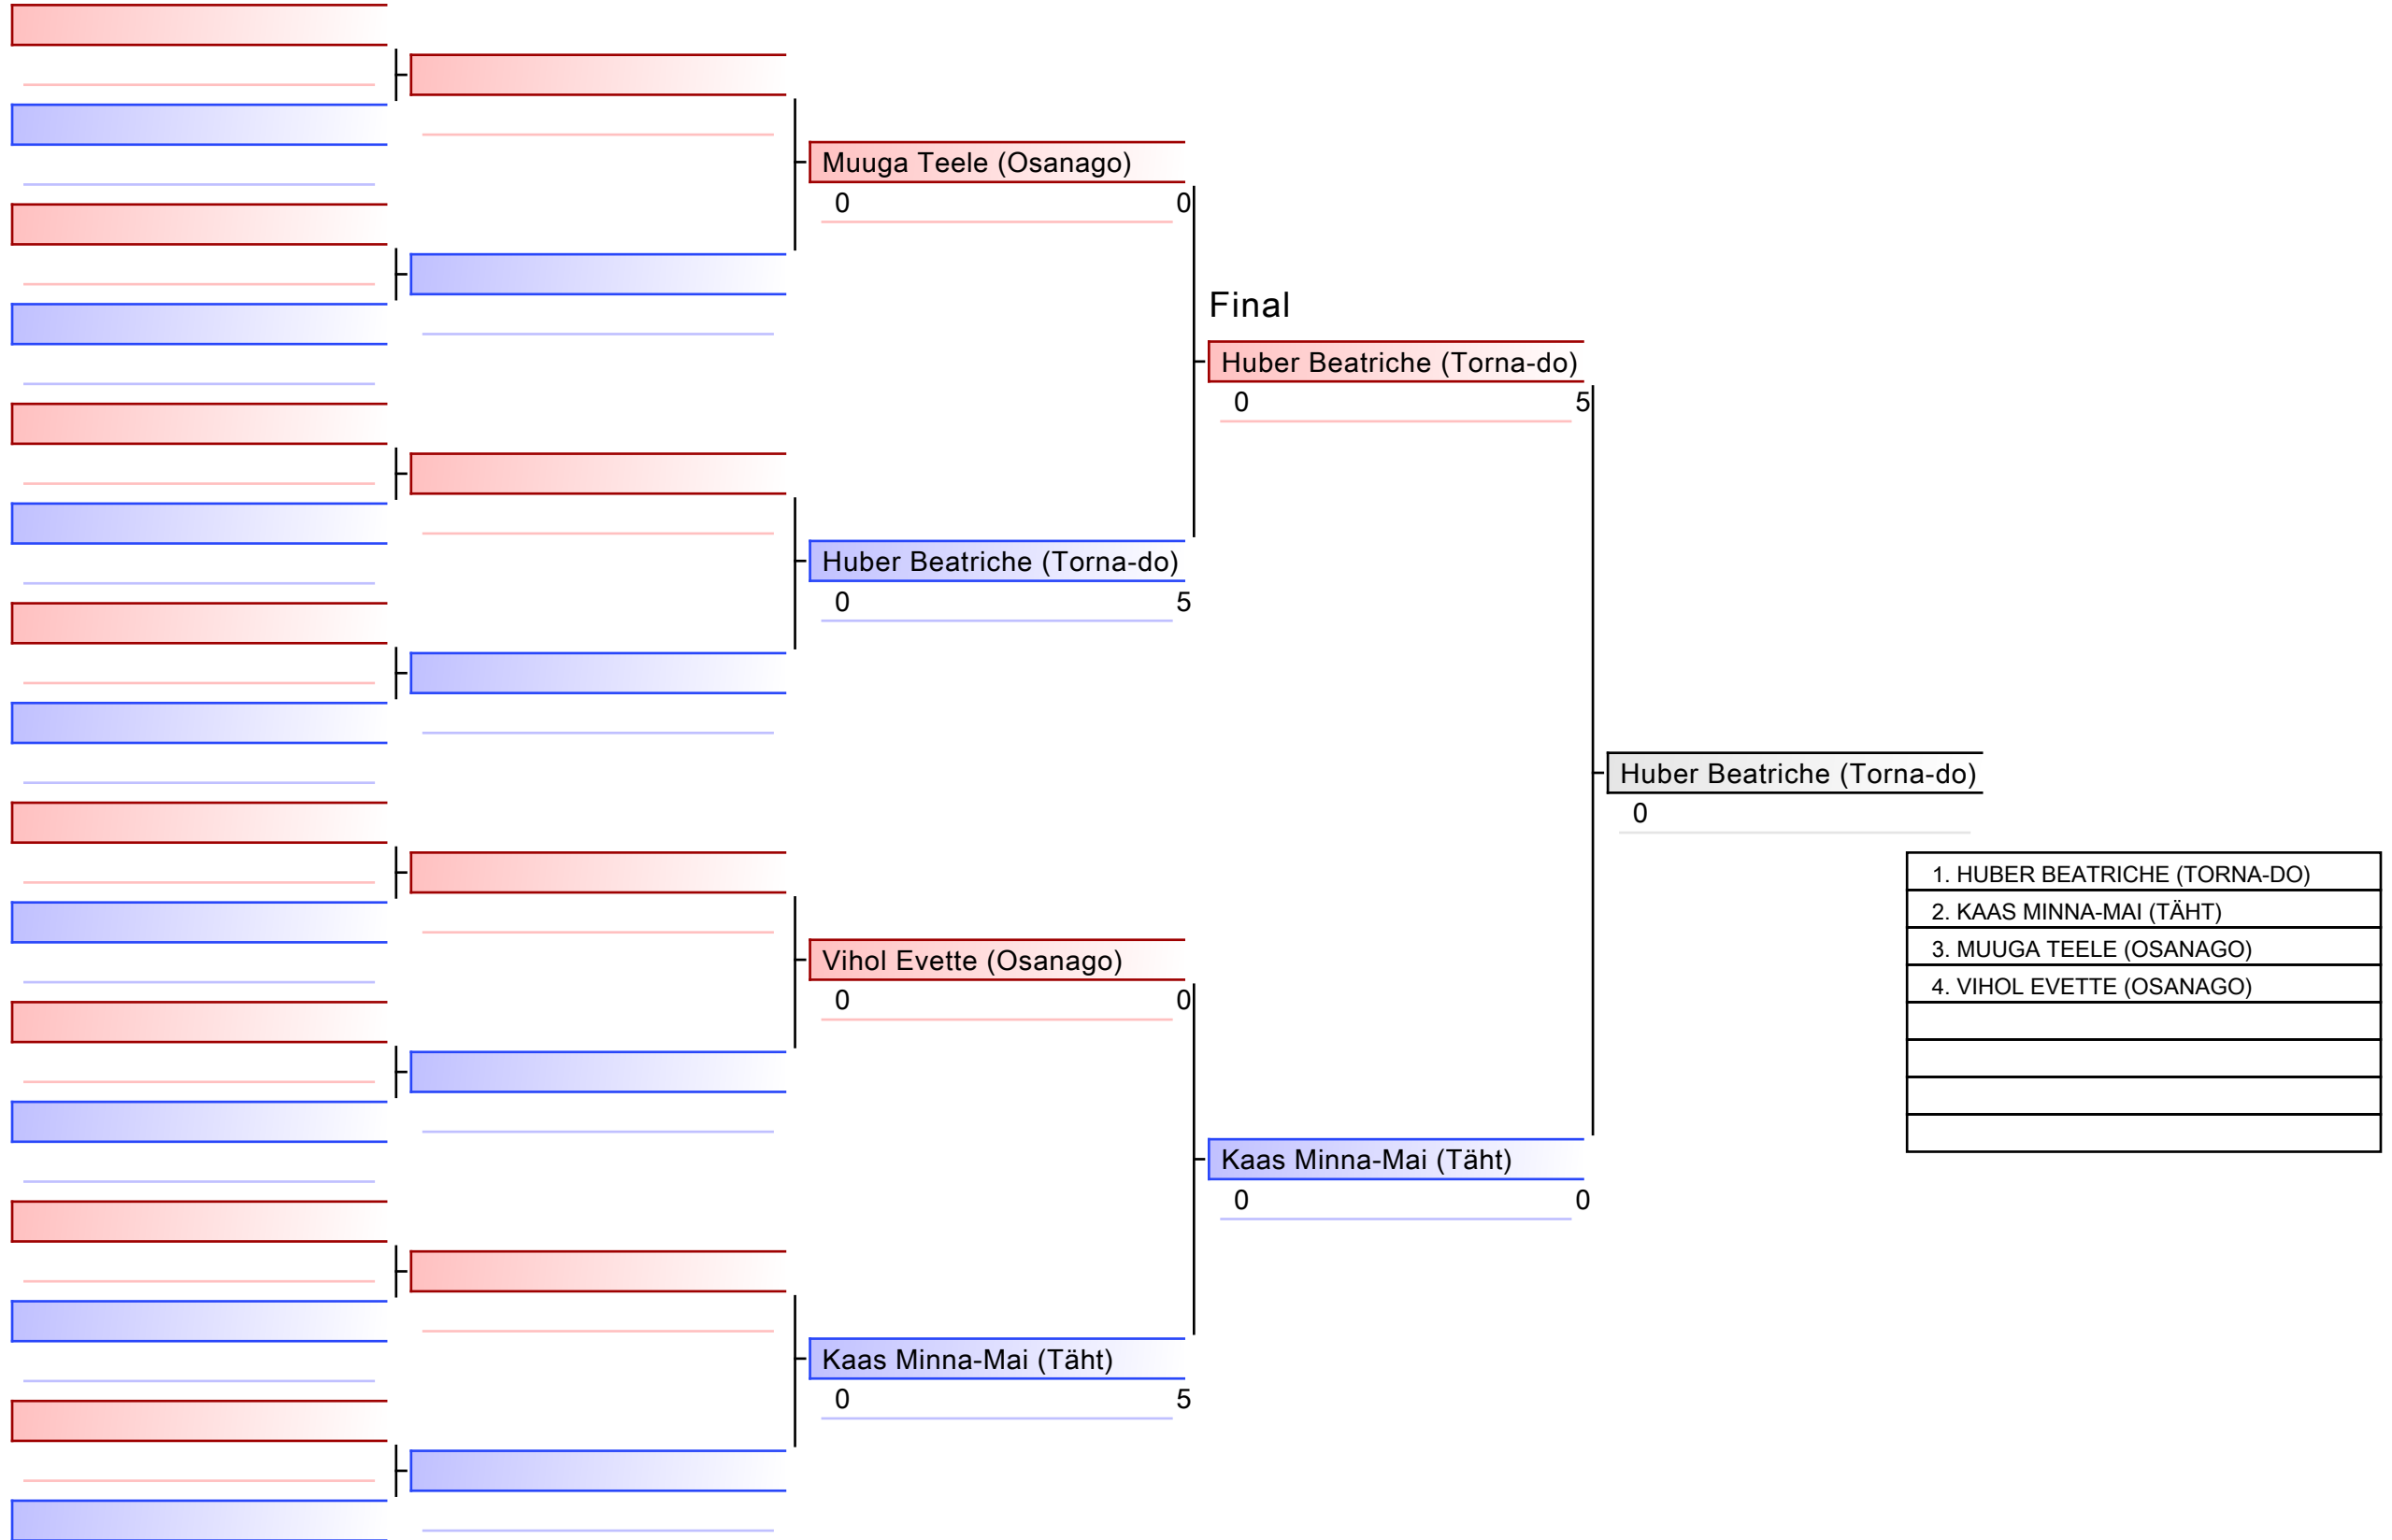 Muuga Teele (Osanago)
0 0
Final
Huber Beatriche (Torna-do)
0 5
Huber Beatriche (Torna-do)
0 5
Huber Beatriche (Torna-do)
0
1. HUBER BEATRICHE (TORNA-DO)
2. KAAS MINNA-MAI (TÄHT)
3. MUUGA TEELE (OSANAGO)
4. VIHOL EVETTE (OSANAGO)
Vihol Evette (Osanago)
0 0
Kaas Minna-Mai (Täht)
0 0
Kaas Minna-Mai (Täht)
0 5